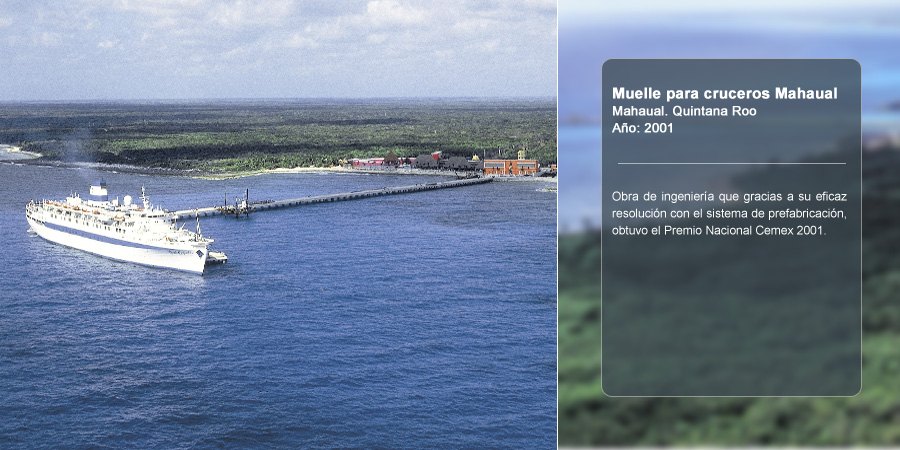 Muelle para cruceros Mahaual
Mahaual. Quintana Roo
Año: 2001
Obra de ingeniería que gracias a su eficaz
resolución con el sistema de prefabricación,
obtuvo el Premio Nacional Cemex 2001.